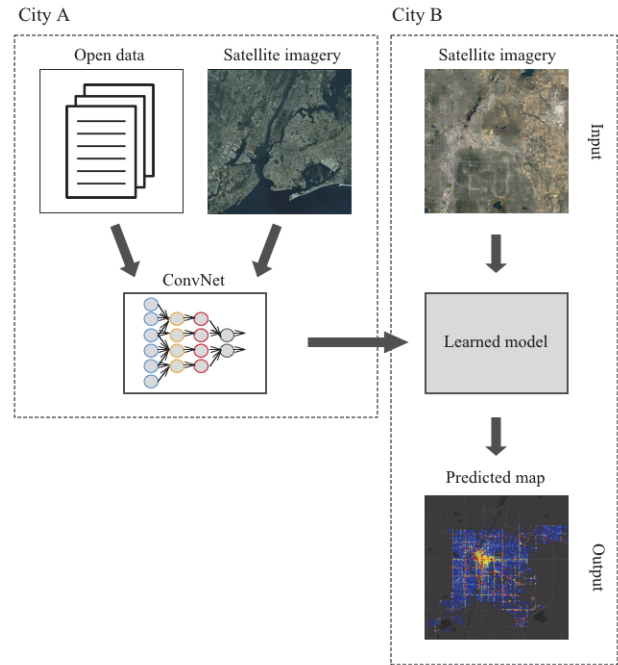 City A
City B
Open data
Satellite imagery
Satellite imagery
Input
ConvNet
Learned model
Predicted map
Output